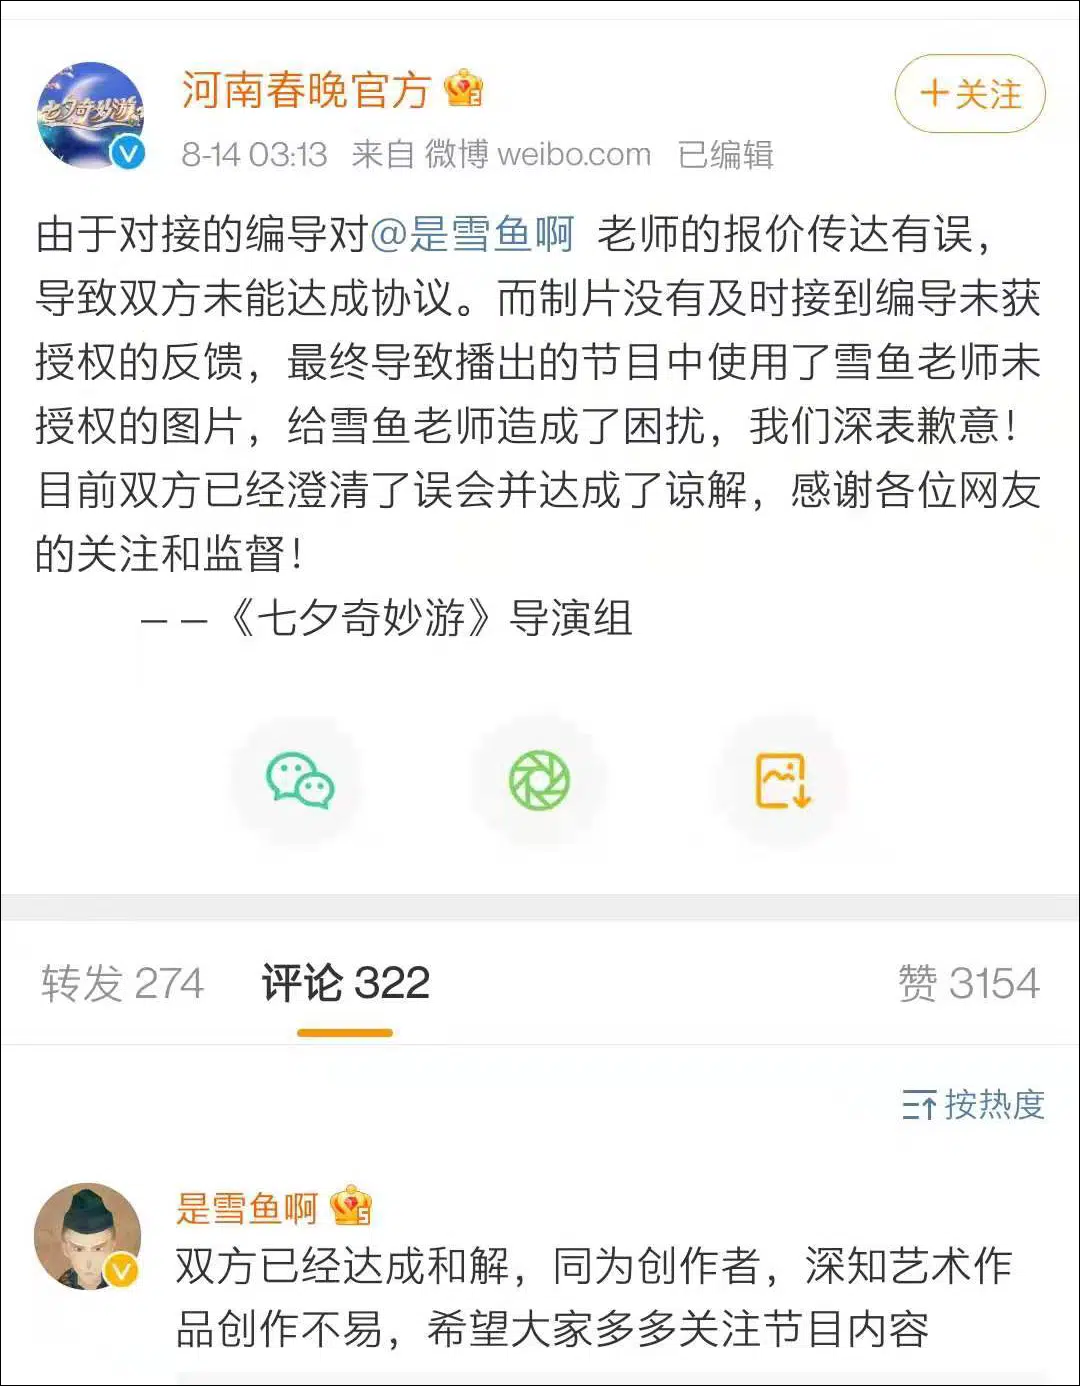 七夕奇妙游
河南春晚官方
+关注
8-14 03:13 来自 微博 weibo.com 已编辑
由于对接的编导对@是雪鱼啊 老师的报价传达有误，
导致双方未能达成协议。而制片没有及时接到编导未获
授权的反馈，最终导致播出的节目中使用了雪鱼老师未
授权的图片，给雪鱼老师造成了困扰，我们深表歉意！
目前双方已经澄清了误会并达成了谅解，感谢各位网友
的关注和监督！
——《七夕奇妙游》导演组
转发 274 评论 322 赞 3154
按热度
是雪鱼啊
双方已经达成和解，同为创作者，深知艺术作
品创作不易，希望大家多多关注节目内容